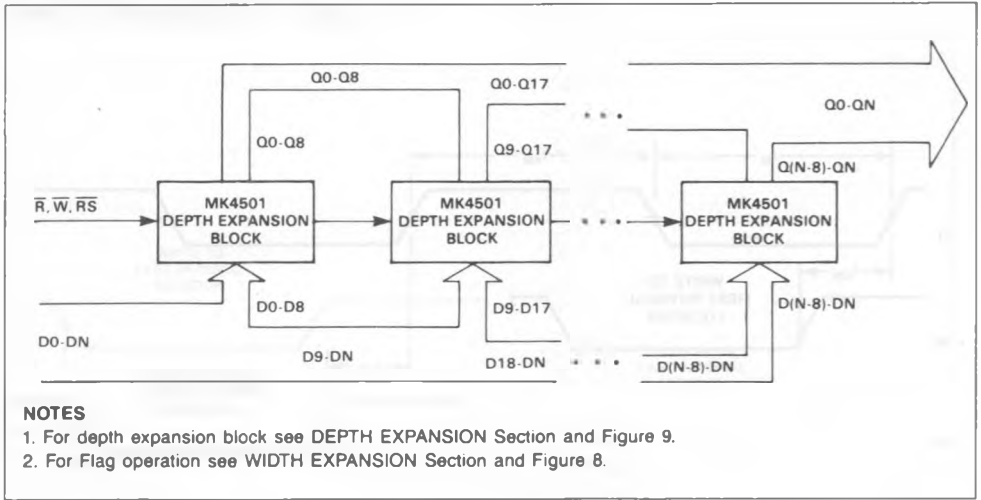 Q0-Q8
Q0-Q17
Q0-QN
Q0-Q8
Q9-Q17
Q(N-8)-QN
R̅, W̅, R̅S̅
MK4501
DEPTH EXPANSION
BLOCK
MK4501
DEPTH EXPANSION
BLOCK
MK4501
DEPTH EXPANSION
BLOCK
D0-D8
D9-D17
D(N-8)-DN
D0-DN
D9-DN
D18-DN
D(N-8)-DN
NOTES
1. For depth expansion block see DEPTH EXPANSION Section and Figure 9.
2. For Flag operation see WIDTH EXPANSION Section and Figure 8.